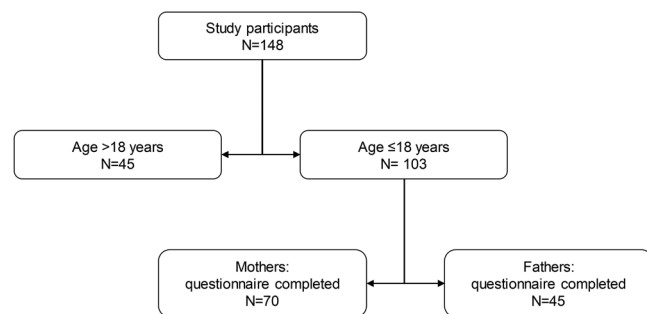 Study participants
N=148
Age >18 years
N=45
Age ≤18 years
N= 103
Mothers:
questionnaire completed
N=70
Fathers:
questionnaire completed
N=45